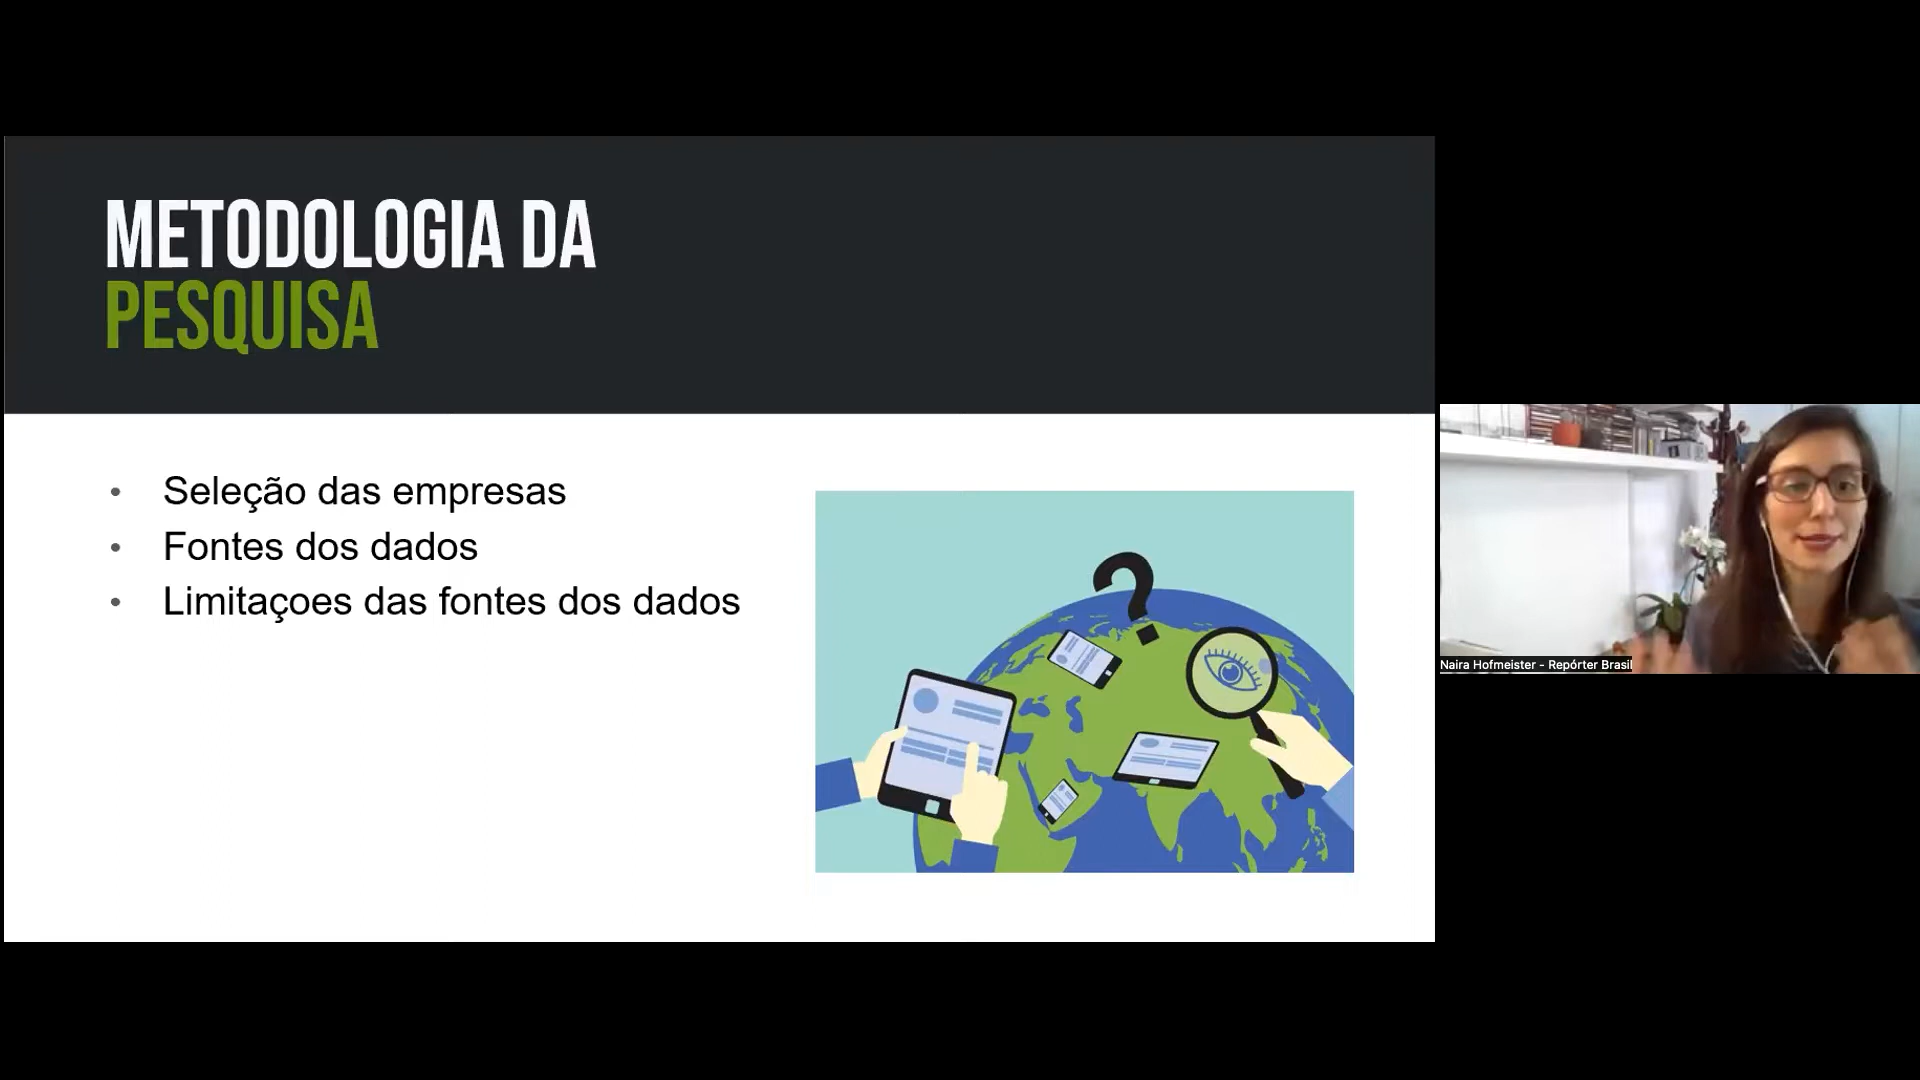 METODOLOGIA DA
PESQUISA
• Seleção das empresas
• Fontes dos dados
• Limitaçoes das fontes dos dados
Naira Hofmeister - Repórter Brasil